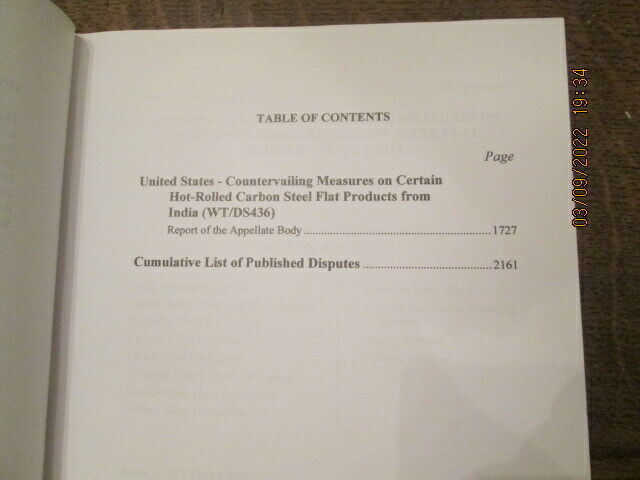 TABLE OF CONTENTS
Page
United States - Countervailing Measures on Certain
Hot-Rolled Carbon Steel Flat Products from
India (WT/DS436)
Report of the Appellate Body ........................................................ 1727
Cumulative List of Published Disputes ......................................... 2161
03/09/2022 19:34